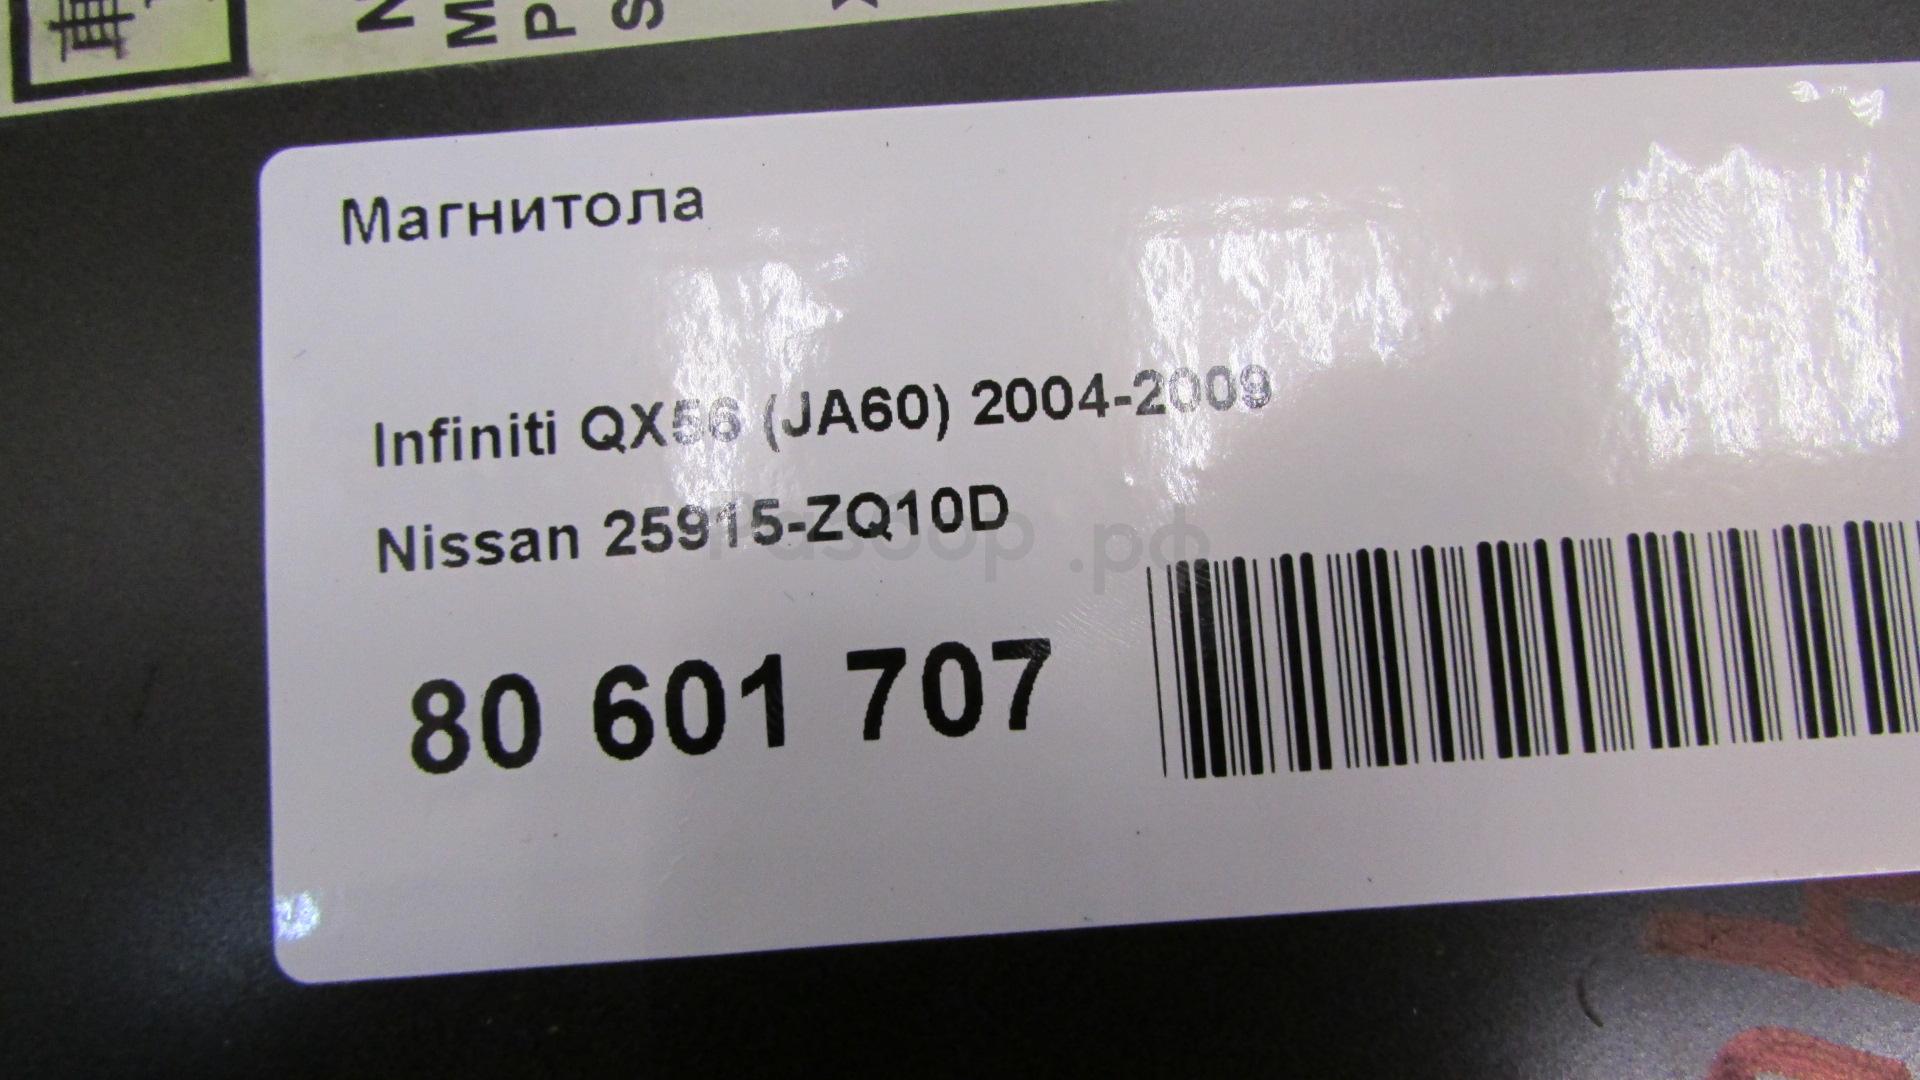 Магнитола
Infiniti QX56 (JA60) 2004-2009
Nissan 25915-ZQ10D
80 601 707